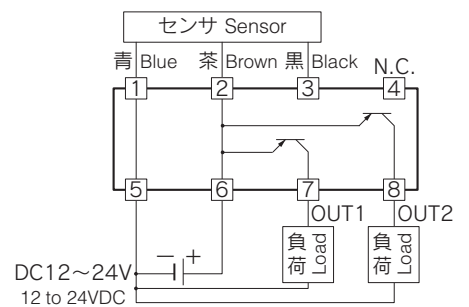 センサ Sensor
青 Blue 茶 Brown 黒 Black N.C.
1 2 3 4
5 6 7 8
OUT1 OUT2
負荷 Load 負荷 Load
− +
DC12～24V
12 to 24VDC